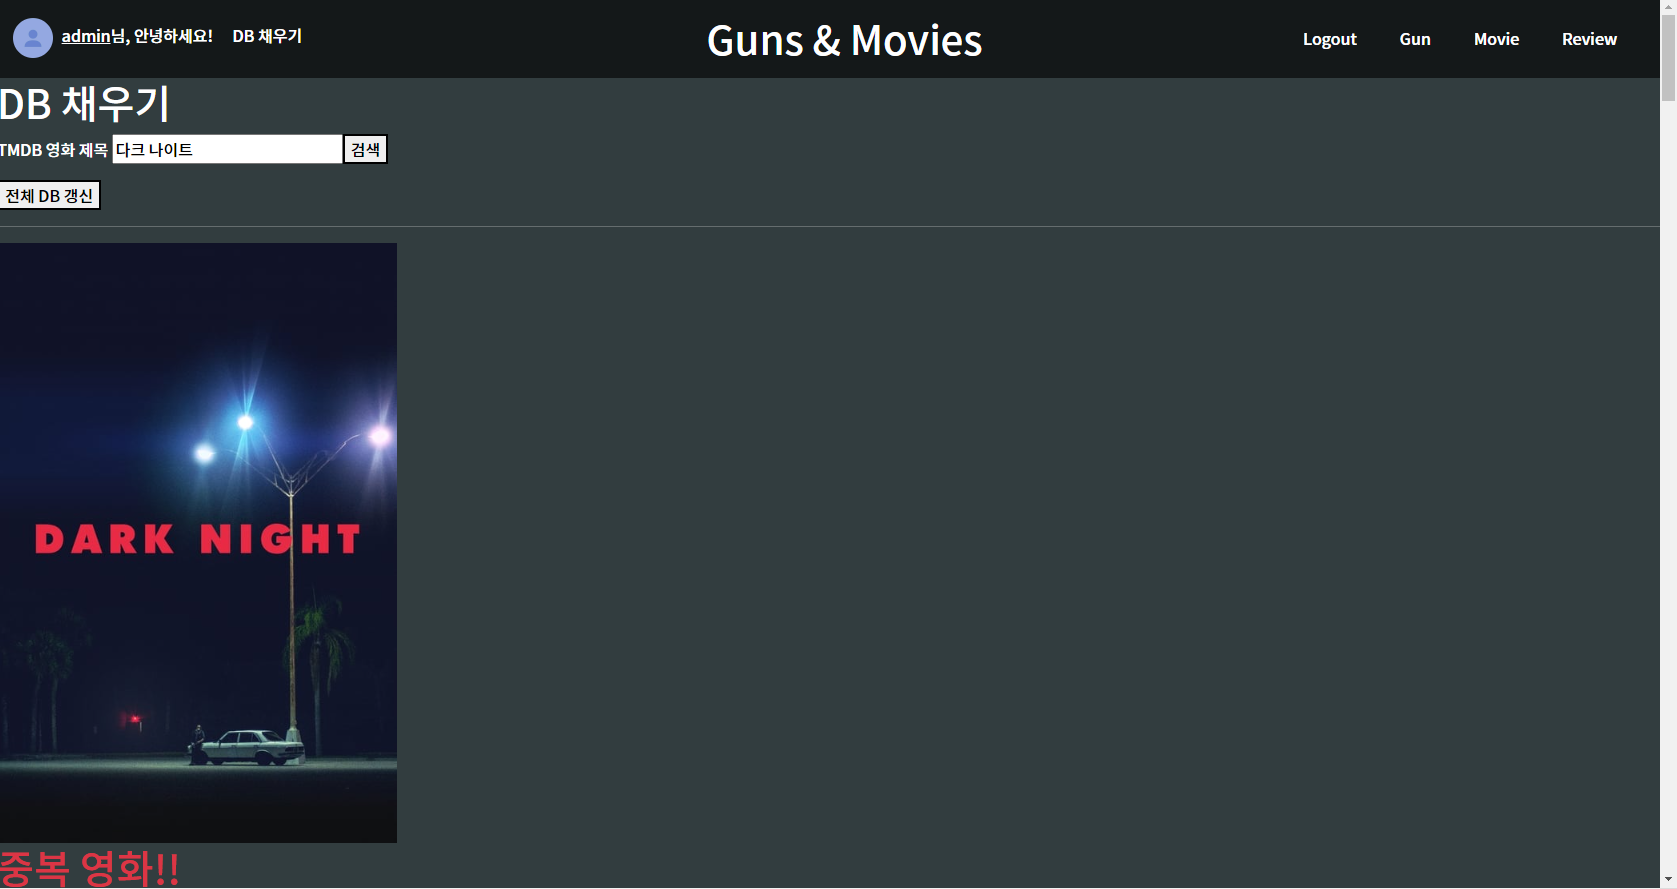 admin님, 안녕하세요! DB 채우기 Guns & Movies Logout Gun Movie Review
DB 채우기
TMDB 영화 제목 다크 나이트 검색
전체 DB 갱신
DARK NIGHT
중복 영화!!